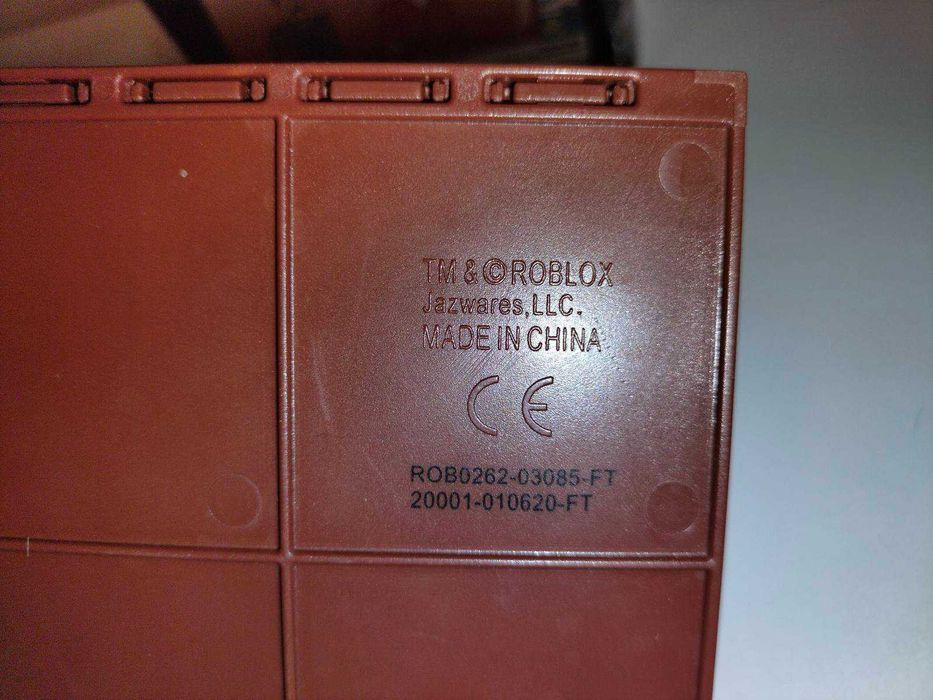 TM & ©ROBLOX
Jazwares,LLC.
MADE IN CHINA
CE
ROB0262-03085-FT
20001-010620-FT